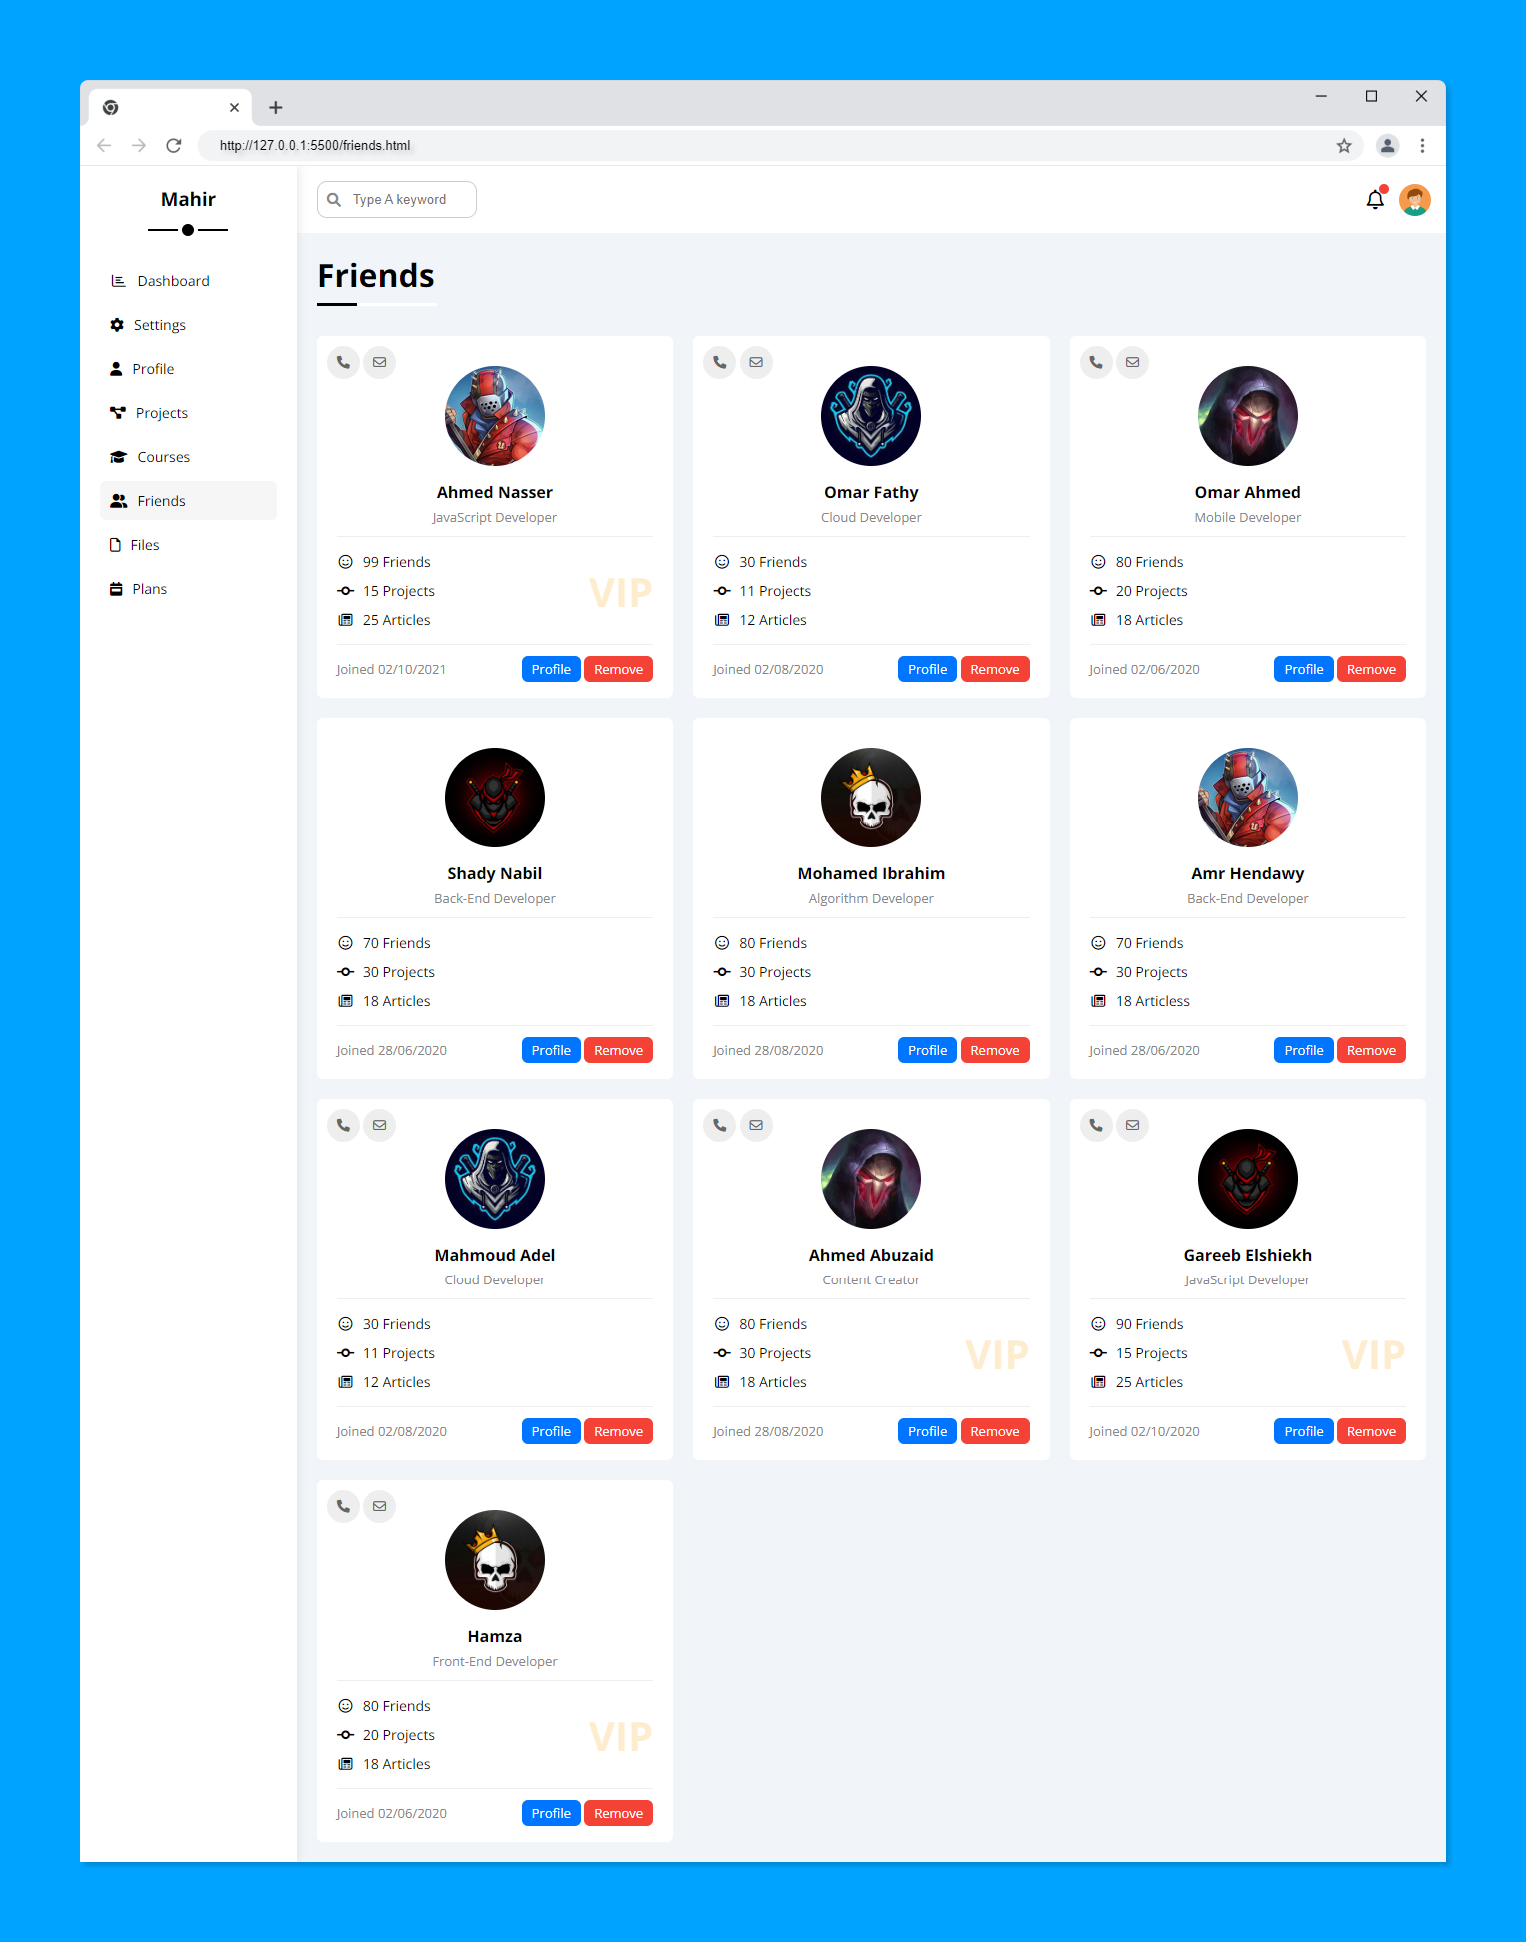 http://127.0.0.1:5500/friends.html
Mahir
Type A keyword
Dashboard
Settings
Profile
Projects
Courses
Friends
Files
Plans
Friends
Ahmed Nasser
JavaScript Developer
99 Friends
15 Projects
25 Articles
VIP
Joined 02/10/2021
Profile
Remove
Omar Fathy
Cloud Developer
30 Friends
11 Projects
12 Articles
Joined 02/08/2020
Profile
Remove
Omar Ahmed
Mobile Developer
80 Friends
20 Projects
18 Articles
Joined 02/06/2020
Profile
Remove
Shady Nabil
Back-End Developer
70 Friends
30 Projects
18 Articles
Joined 28/06/2020
Profile
Remove
Mohamed Ibrahim
Algorithm Developer
80 Friends
30 Projects
18 Articles
Joined 28/08/2020
Profile
Remove
Amr Hendawy
Back-End Developer
70 Friends
30 Projects
18 Articless
Joined 28/06/2020
Profile
Remove
Mahmoud Adel
Cloud Developer
30 Friends
11 Projects
12 Articles
Joined 02/08/2020
Profile
Remove
Ahmed Abuzaid
Content Creator
80 Friends
30 Projects
18 Articles
VIP
Joined 28/08/2020
Profile
Remove
Gareeb Elshiekh
JavaScript Developer
90 Friends
15 Projects
25 Articles
VIP
Joined 02/10/2020
Profile
Remove
Hamza
Front-End Developer
80 Friends
20 Projects
18 Articles
VIP
Joined 02/06/2020
Profile
Remove